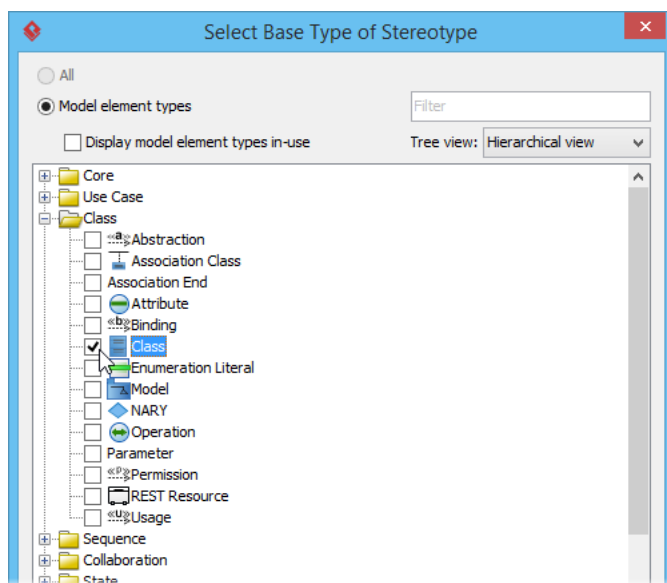 Select Base Type of Stereotype
x
All
Model element types
Filter
Display model element types in-use
Tree view: Hierarchical view
Core
Use Case
Class
«a» Abstraction
Association Class
Association End
Attribute
«b» Binding
Class
Enumeration Literal
Model
NARY
Operation
Parameter
«p» Permission
REST Resource
«u» Usage
Sequence
Collaboration
State